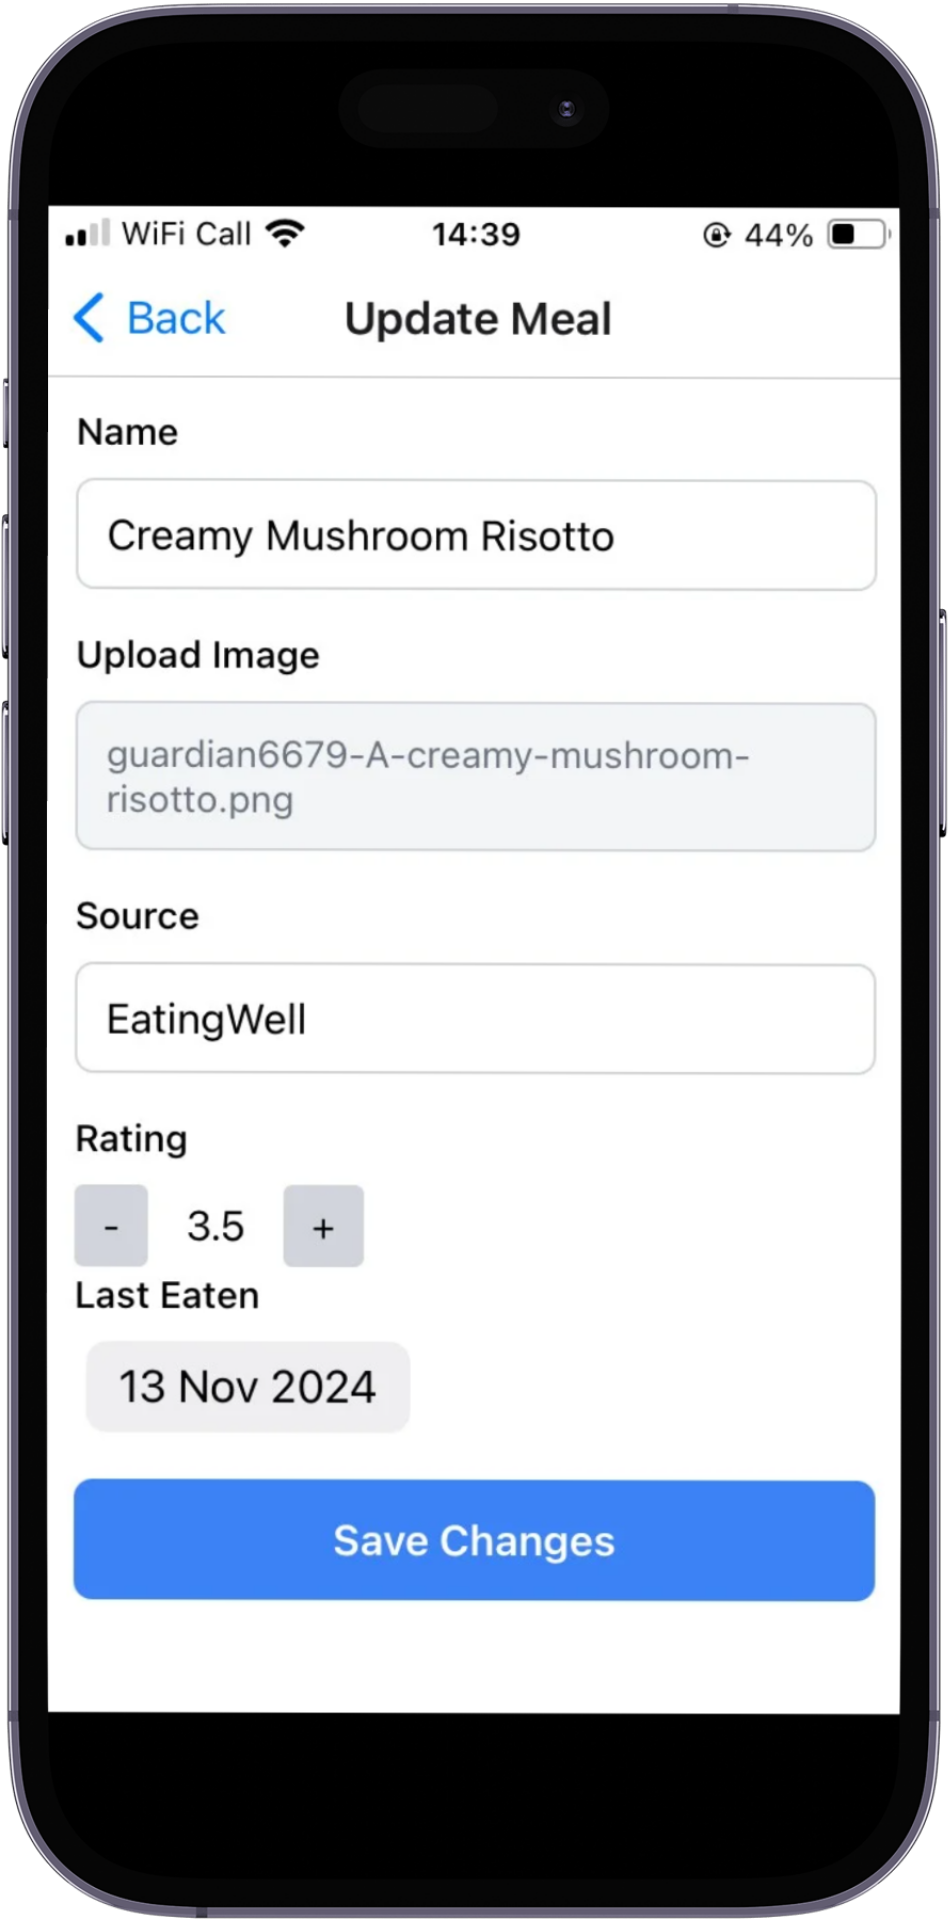 WiFi Call 14:39 44%
Back Update Meal
Name
Creamy Mushroom Risotto
Upload Image
guardian6679-A-creamy-mushroom-
risotto.png
Source
EatingWell
Rating
- 3.5 +
Last Eaten
13 Nov 2024
Save Changes